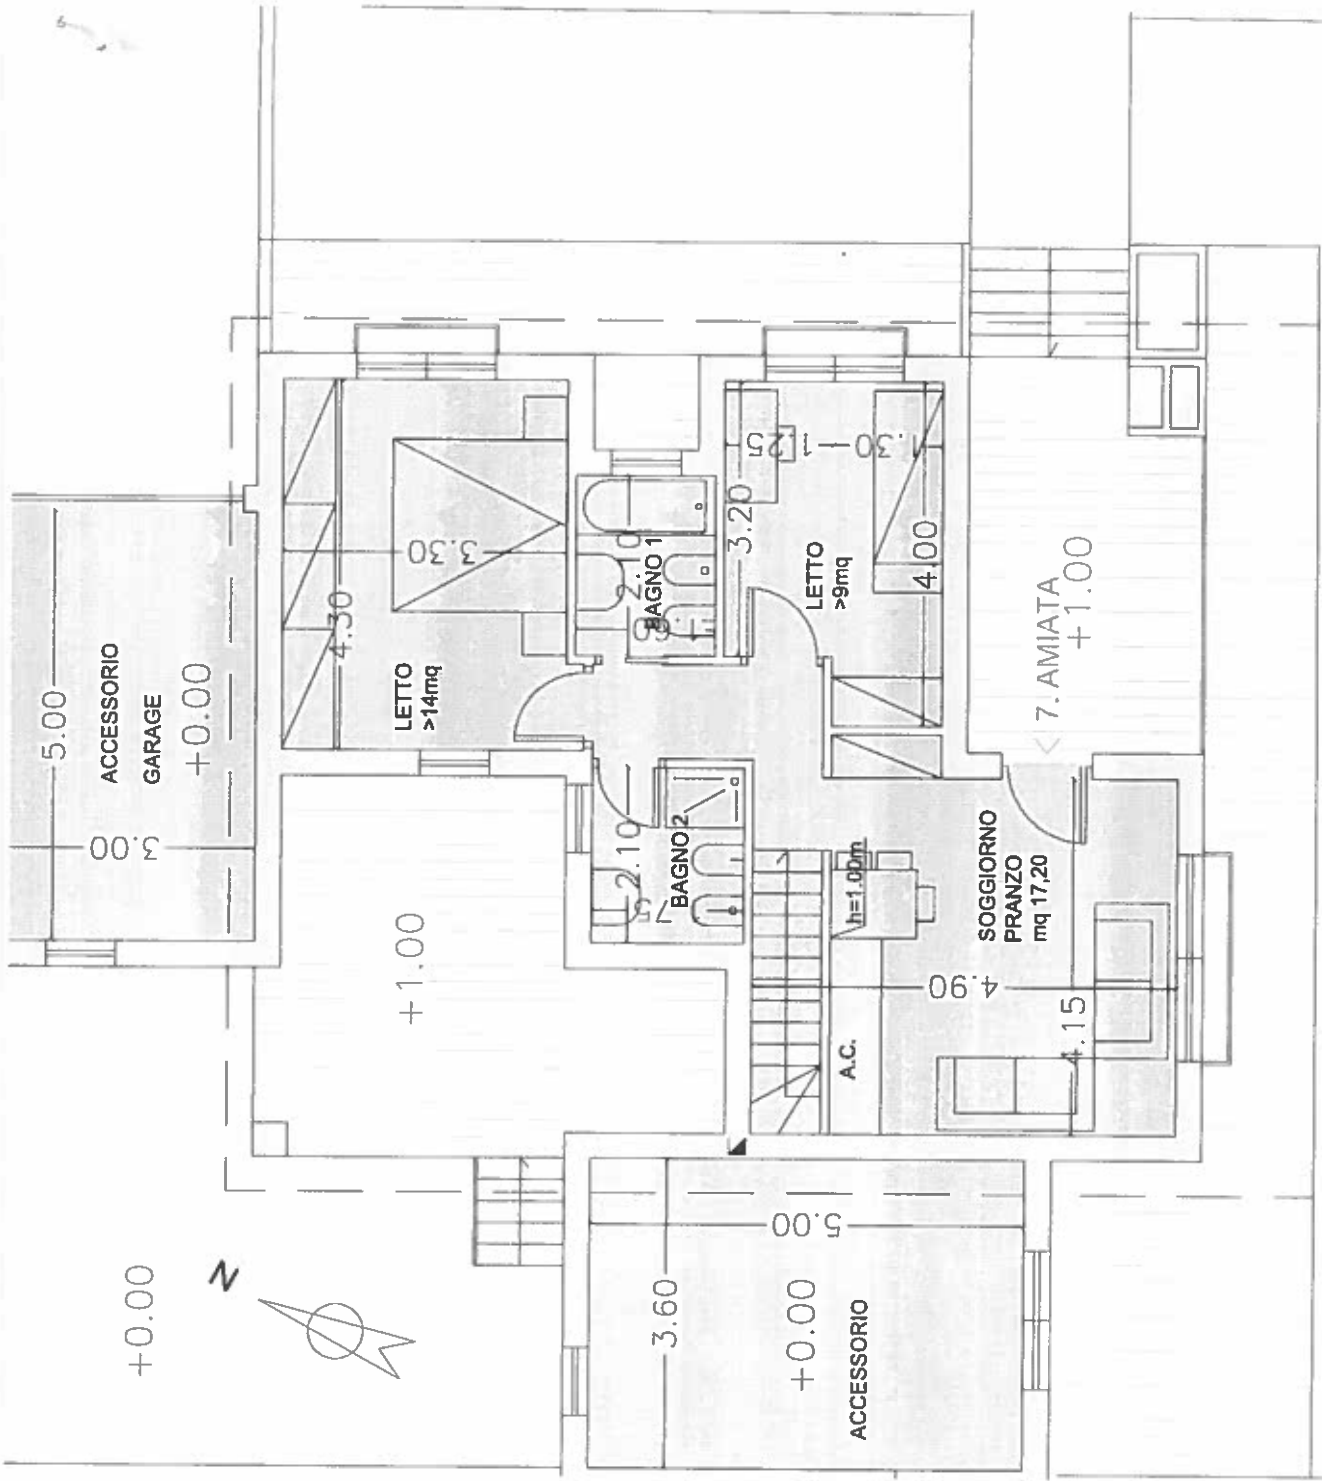 5.00
ACCESSORIO
GARAGE
+0.00
3.00
4.30
3.30
LETTO
>14mq
2.10
BAGNO 1
3.20
1.30
1.25
LETTO
>9mq
4.00
7. AMIATA
+1.00
2.10
BAGNO 2
+1.00
h=1.00m
SOGGIORNO
PRANZO
mq 17,20
4.90
4.15
A.C.
N
+0.00
3.60
5.00
+0.00
ACCESSORIO